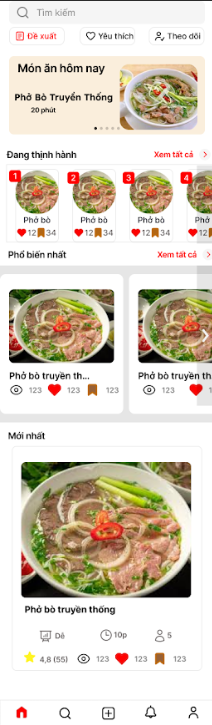 Tìm kiếm
Đề xuất Yêu thích Theo dõi
Món ăn hôm nay
Phở Bò Truyền Thống
20 phút
Đang thịnh hành Xem tất cả
1 2 3 4
Phở bò Phở bò Phở bò Phở b
12 34 12 34 12 34 12
Phổ biến nhất Xem tất cả
Phở bò truyền th... Phở bò truyền th
123 123 123 123 123
Mới nhất
Phở bò truyền thống
Dễ 10p 5
4,8 (55) 123 123 123